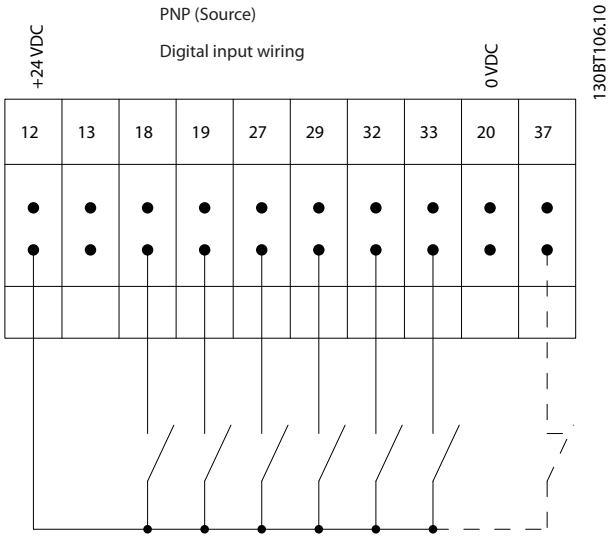 PNP (Source)
Digital input wiring
+24 VDC
0 VDC
130BT106.10
12 13 18 19 27 29 32 33 20 37